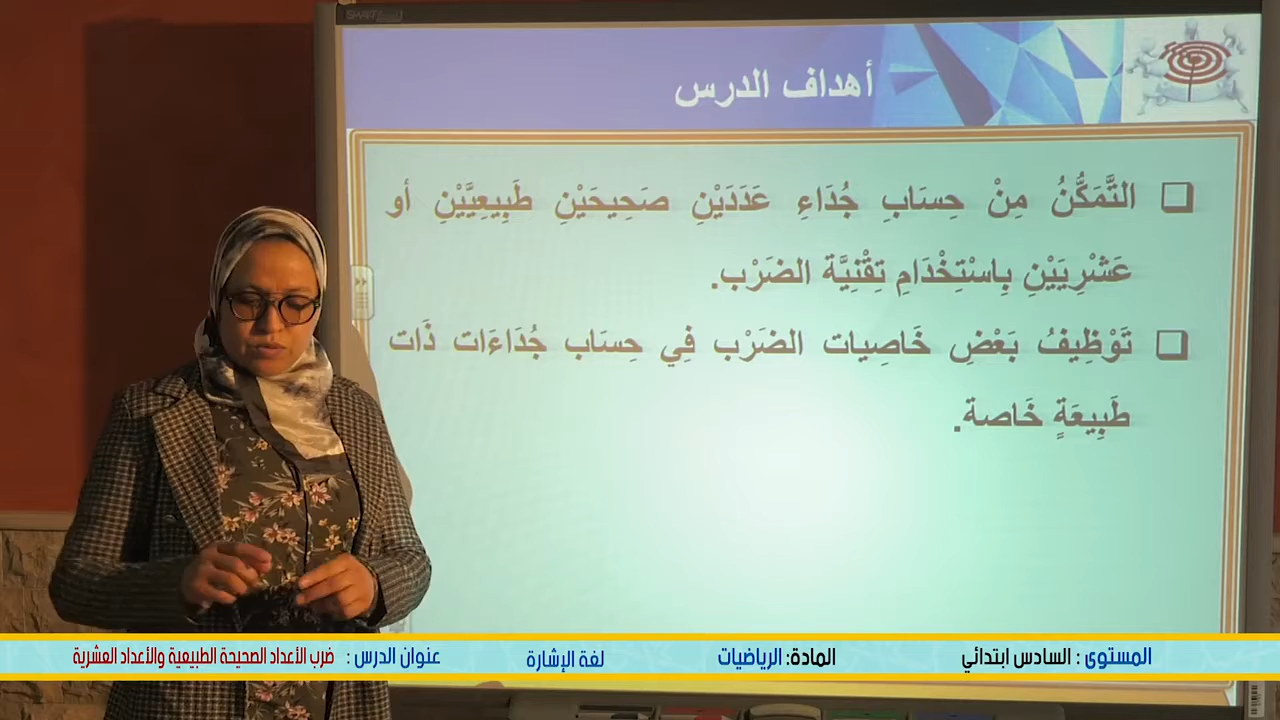 SMART
أهداف الدرس
التَّمَكُّنُ مِنْ حِسَابِ جُدَاءِ عَدَدَيْنِ صَحِيحَيْنِ طَبِيعِيَّيْنِ أو
عَشْرِيَيْنِ بِاسْتِخْدَامِ تِقْنِيَّة الضَرْب.
تَوْظِيفُ بَعْضِ خَاصِيات الضَرْب فِي حِسَاب جُدَاءَات ذَات
طَبِيعَةٍ خَاصة.
المستوى : السادس ابتدائي المادة: الرياضيات لغة الإشارة عنوان الدرس : ضرب الأعداد الصحيحة الطبيعية والأعداد العشرية